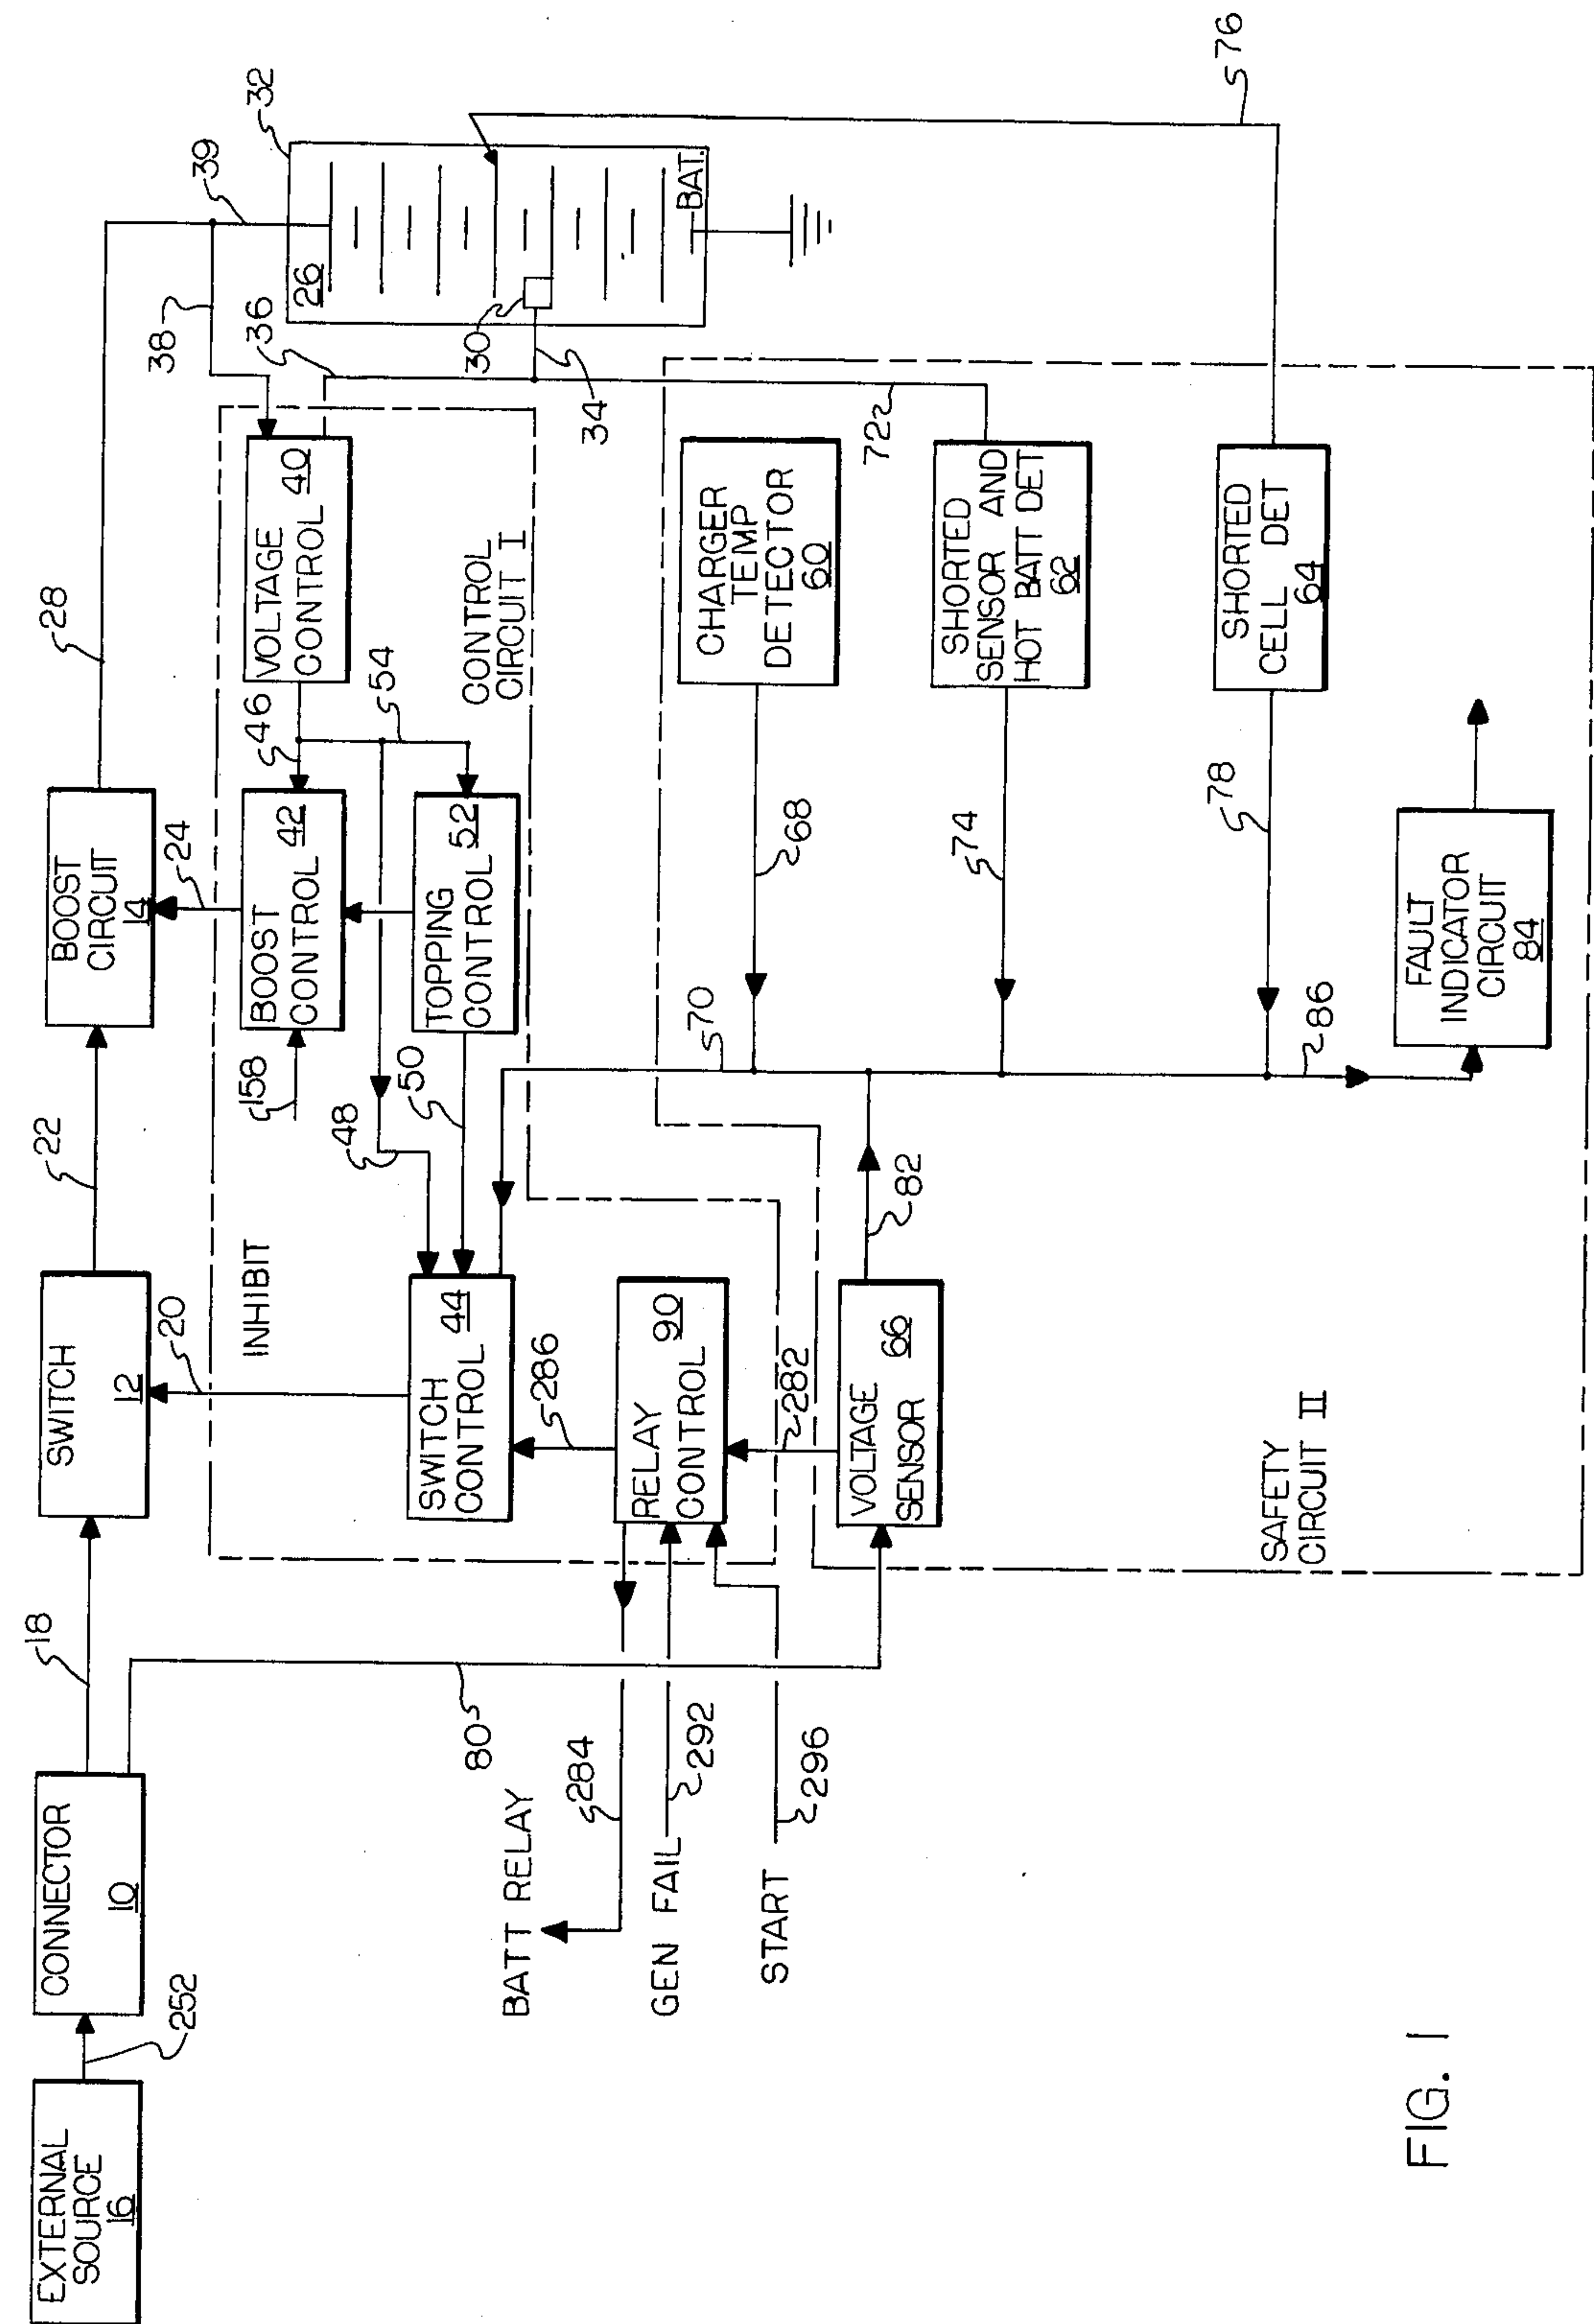 EXTERNAL
SOURCE
16
252
CONNECTOR
10
18
SWITCH
12
22
BOOST
CIRCUIT
14
28
39
32
38
36
26
BAT.
30
34
20
24
INHIBIT
158
BOOST
CONTROL 42
46
VOLTAGE
CONTROL 40
54
48
50
TOPPING
CONTROL 52
CONTROL
CIRCUIT I
SWITCH
CONTROL 44
286
RELAY
CONTROL 90
282
80
BATT RELAY
284
GEN FAIL
292
START
296
VOLTAGE
SENSOR 66
82
70
68
CHARGER
TEMP
DETECTOR
60
72
74
SHORTED
SENSOR AND
HOT BATT DET
62
76
78
SHORTED
CELL DET
64
86
FAULT
INDICATOR
CIRCUIT
84
SAFETY
CIRCUIT II
FIG. 1